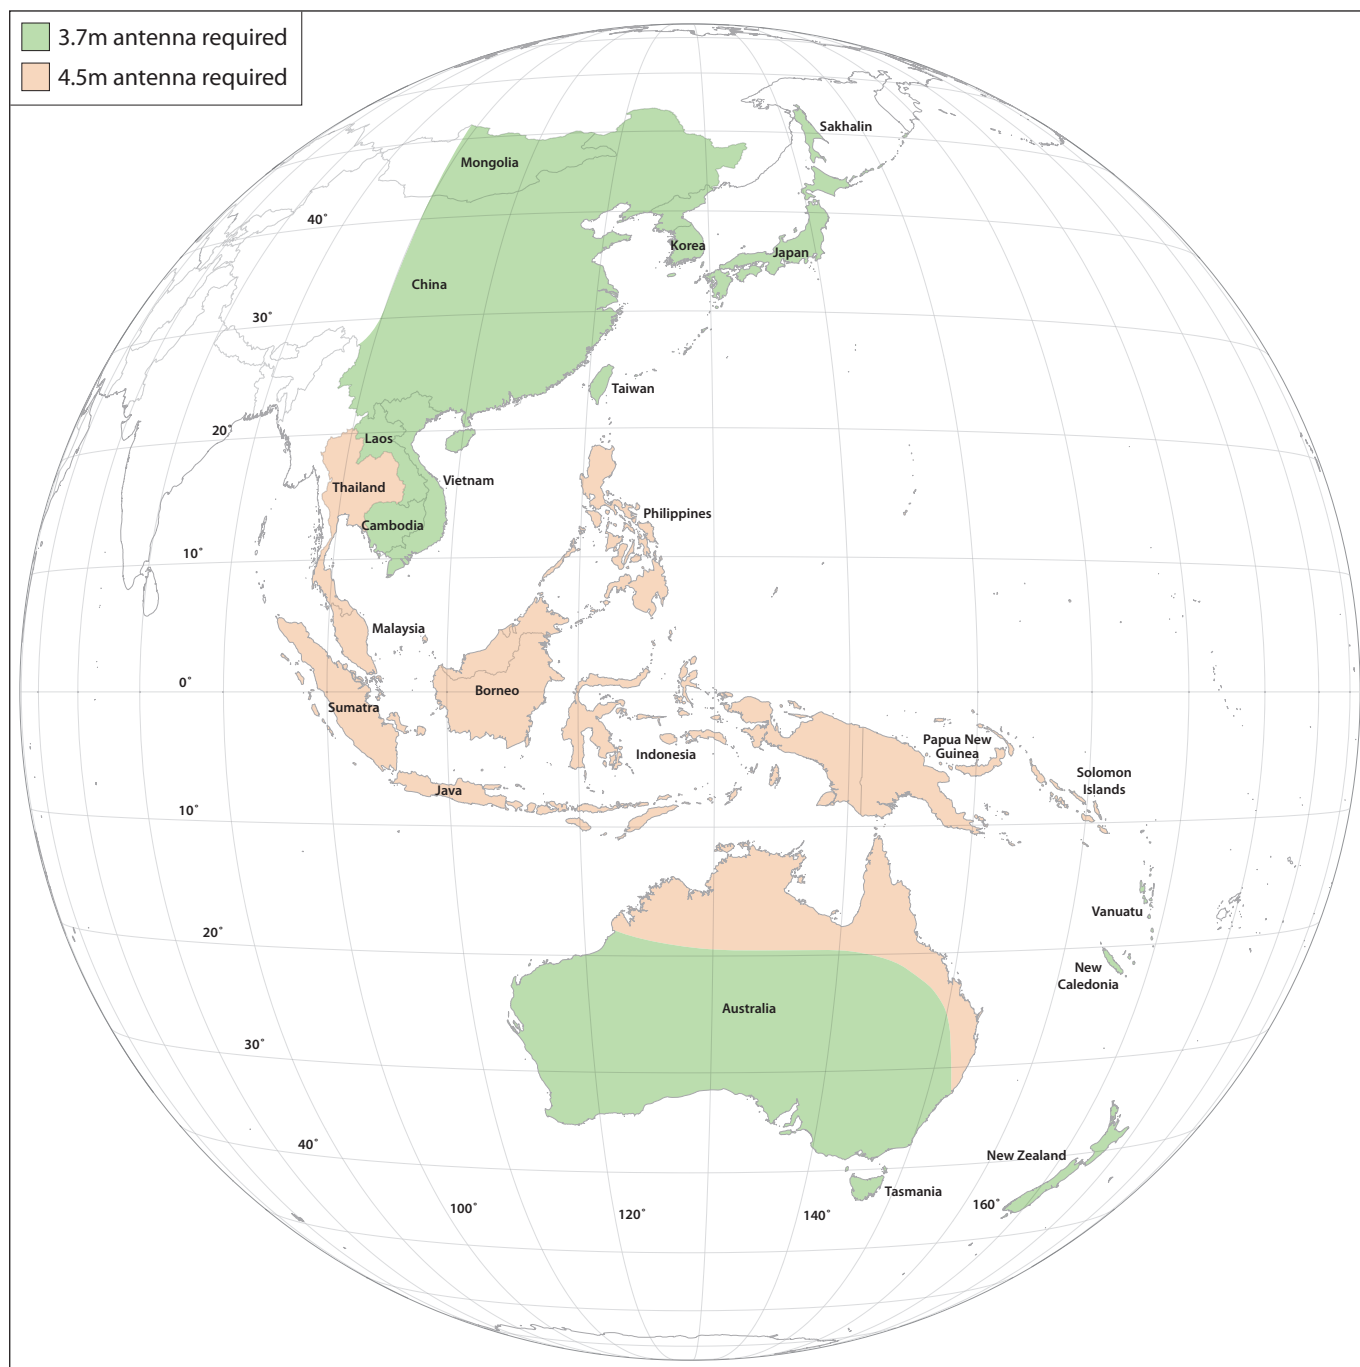 3.7m antenna required
4.5m antenna required
Sakhalin
Mongolia
40˚
Korea
Japan
China
30˚
Taiwan
20˚
Laos
Vietnam
Thailand
Philippines
Cambodia
10˚
Malaysia
0˚
Borneo
Sumatra
Papua New
Guinea
Indonesia
Solomon
Islands
Java
10˚
Vanuatu
20˚
New
Caledonia
Australia
30˚
40˚
New Zealand
Tasmania
100˚
120˚
140˚
160˚